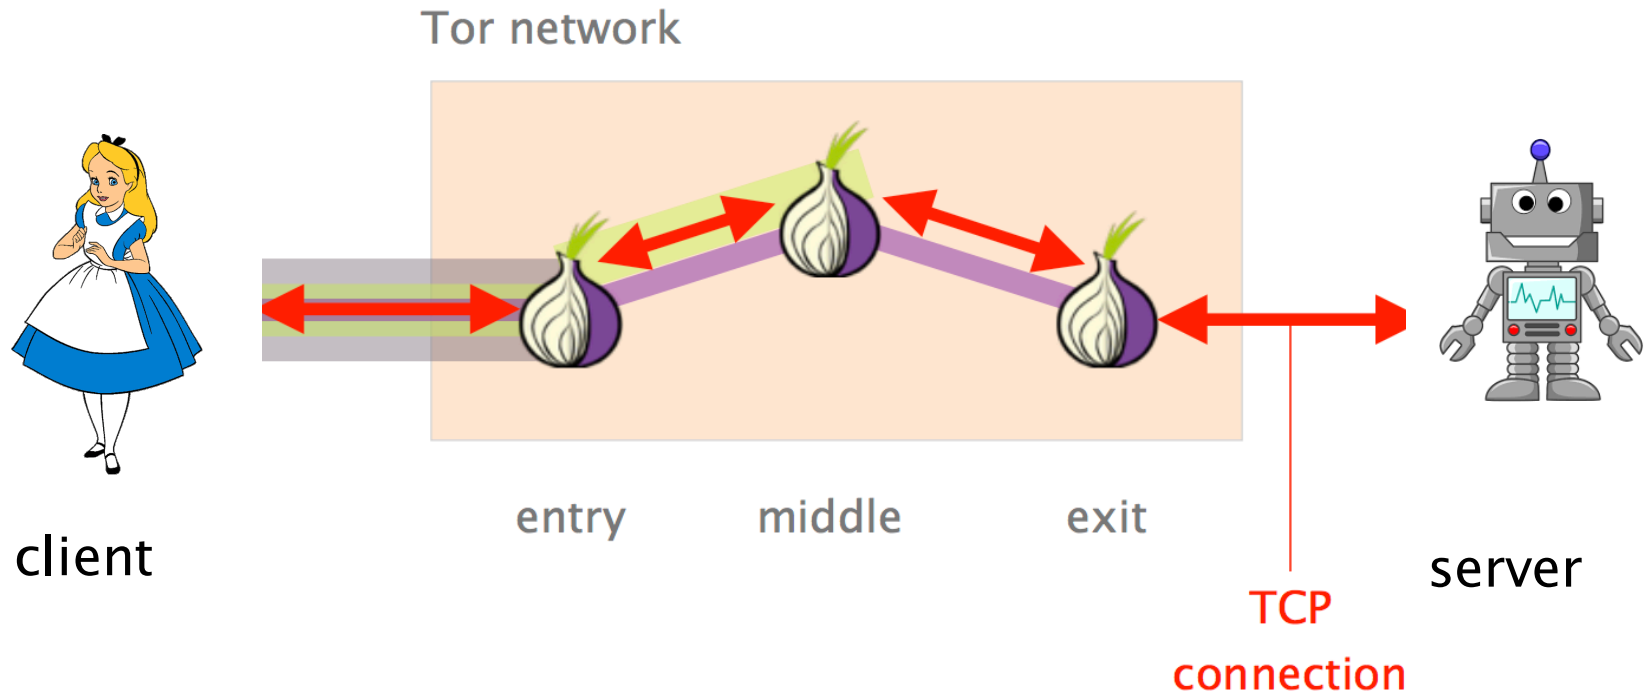 Tor network
entry
middle
exit
client
server
TCP
connection